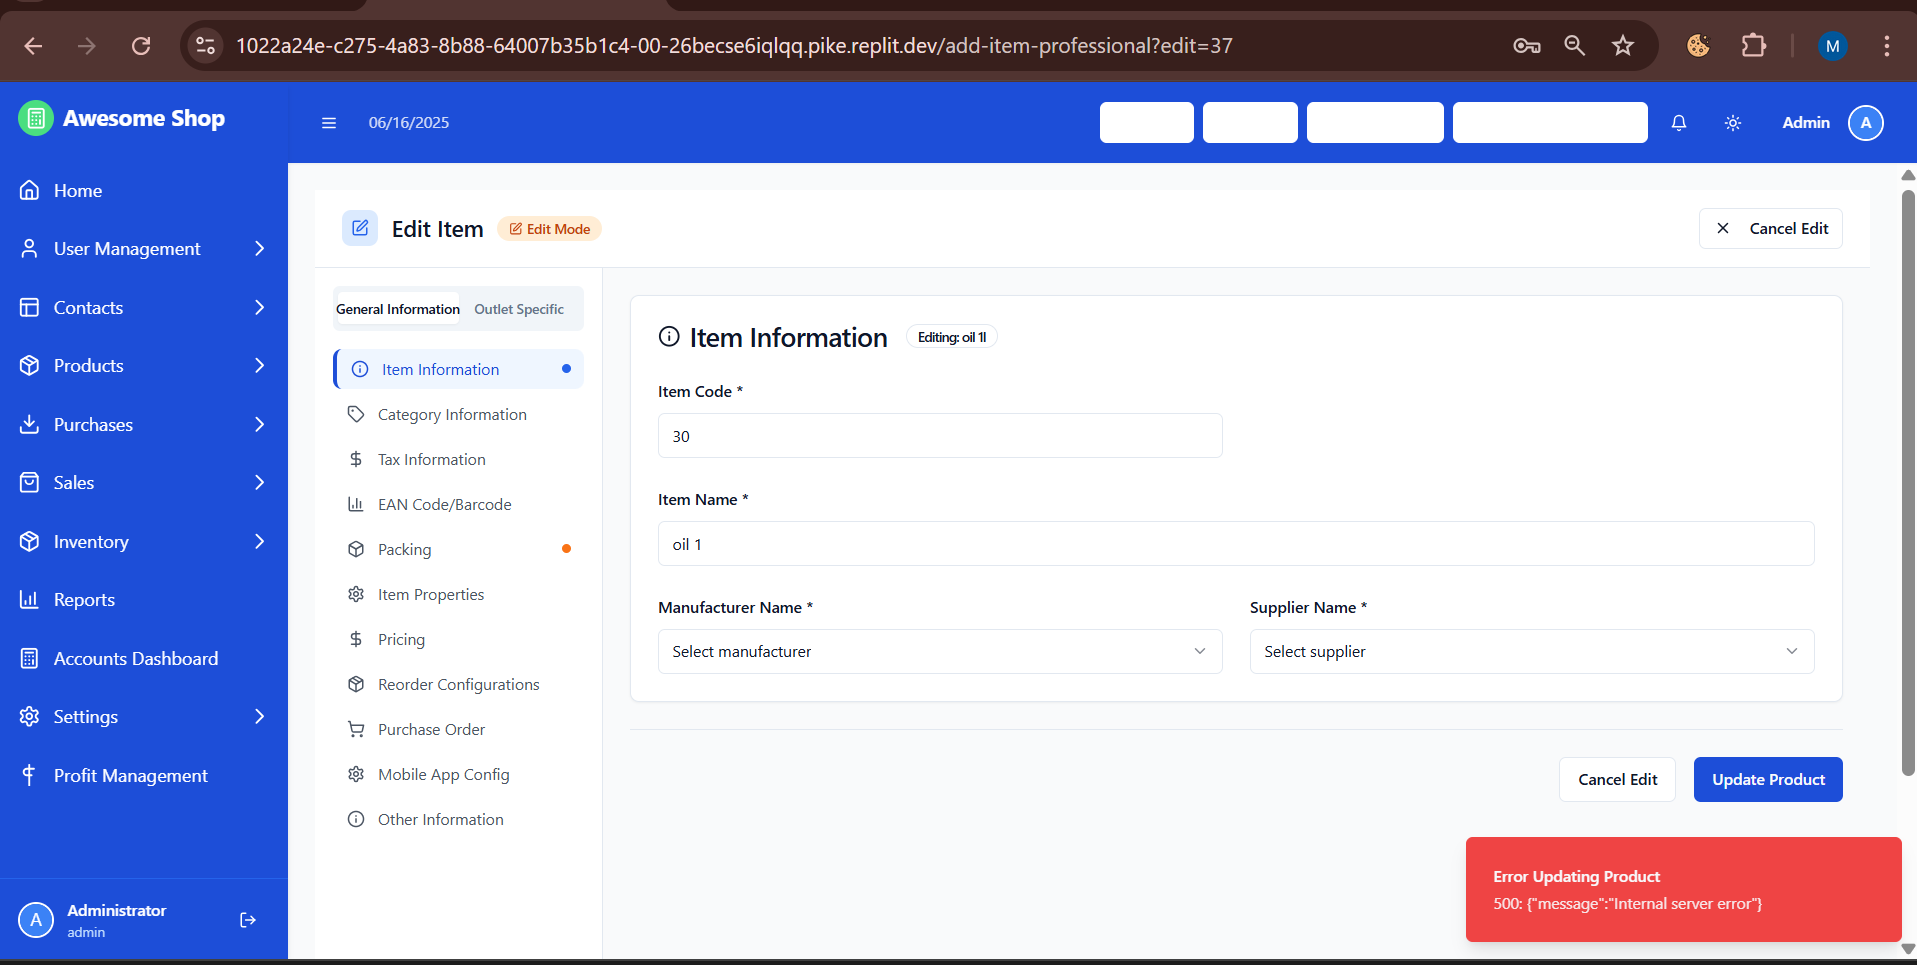 1022a24e-c275-4a83-8b88-64007b35b1c4-00-26becse6iqlqq.pike.replit.dev/add-item-professional?edit=37
M
Awesome Shop
06/16/2025
Admin
A
Home
User Management
Contacts
Products
Purchases
Sales
Inventory
Reports
Accounts Dashboard
Settings
Profit Management
A
Administrator
admin
Edit Item
Edit Mode
Cancel Edit
General Information
Outlet Specific
Item Information
Category Information
Tax Information
EAN Code/Barcode
Packing
Item Properties
Pricing
Reorder Configurations
Purchase Order
Mobile App Config
Other Information
Item Information
Editing: oil 1l
Item Code *
30
Item Name *
oil 1
Manufacturer Name *
Select manufacturer
Supplier Name *
Select supplier
Cancel Edit
Update Product
Error Updating Product
500: {"message":"Internal server error"}